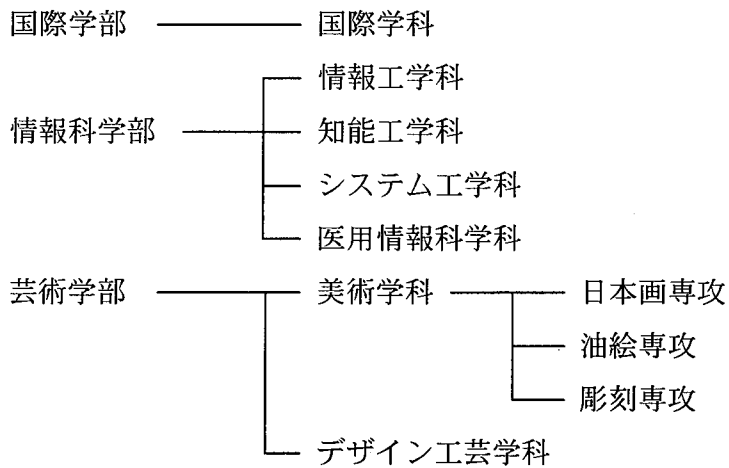 国際学部 国際学科
情報工学科
情報科学部 知能工学科
システム工学科
医用情報科学科
芸術学部 美術学科 日本画専攻
油絵専攻
彫刻専攻
デザイン工芸学科